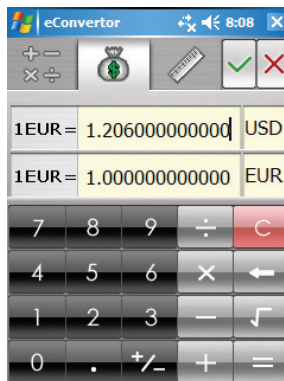 eConvertor 8:08
1EUR = 1.206000000000 USD
1EUR = 1.000000000000 EUR
7 8 9 ÷ C
4 5 6 × ←
1 2 3 − √
0 . +/− + =